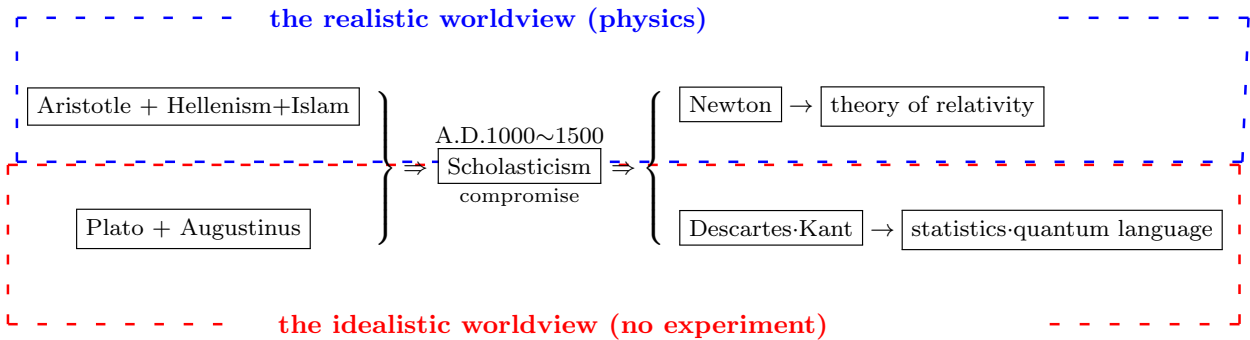 the realistic worldview (physics)
Aristotle + Hellenism+Islam
Newton → theory of relativity
A.D.1000∼1500
⇒ Scholasticism ⇒
compromise
Plato + Augustinus
Descartes·Kant → statistics·quantum language
the idealistic worldview (no experiment)